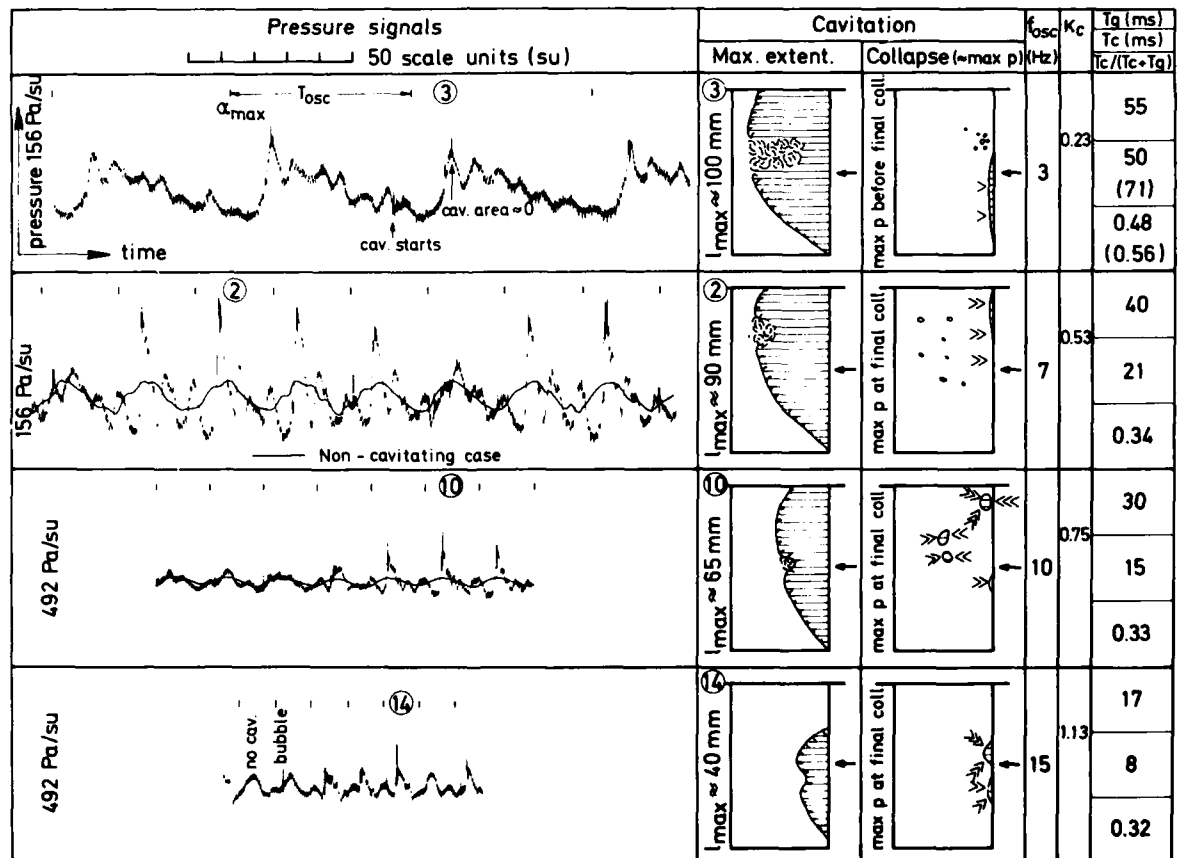 Pressure signals
50 scale units (su)
Cavitation
Max. extent.
Collapse (≈max p)
fosc
(Hz)
Kc
Tg (ms)
Tc (ms)
Tc/(Tc+Tg)
pressure 156 Pa/su
time
αmax
Tosc
3
cav. starts
cav. area ≈ 0
3
lmax ≈ 100 mm
max p before final coll.
3
0.23
55
50
(71)
0.48
(0.56)
156 Pa/su
2
Non - cavitating case
2
lmax ≈ 90 mm
max p at final coll.
7
0.53
40
21
0.34
492 Pa/su
10
10
lmax ≈ 65 mm
max p at final coll.
10
0.75
30
15
0.33
492 Pa/su
no cav.
bubble
14
14
lmax ≈ 40 mm
max p at final coll.
15
1.13
17
8
0.32